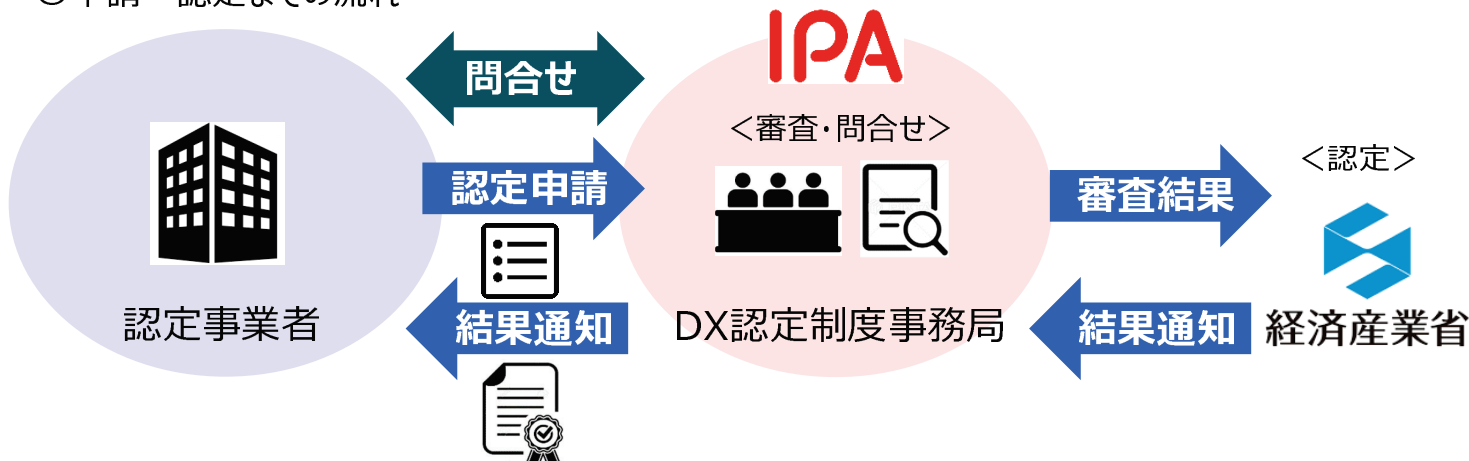 問合せ
IPA
<審査・問合せ>
認定申請
審査結果
<認定>
認定事業者
結果通知
DX認定制度事務局
結果通知
経済産業省